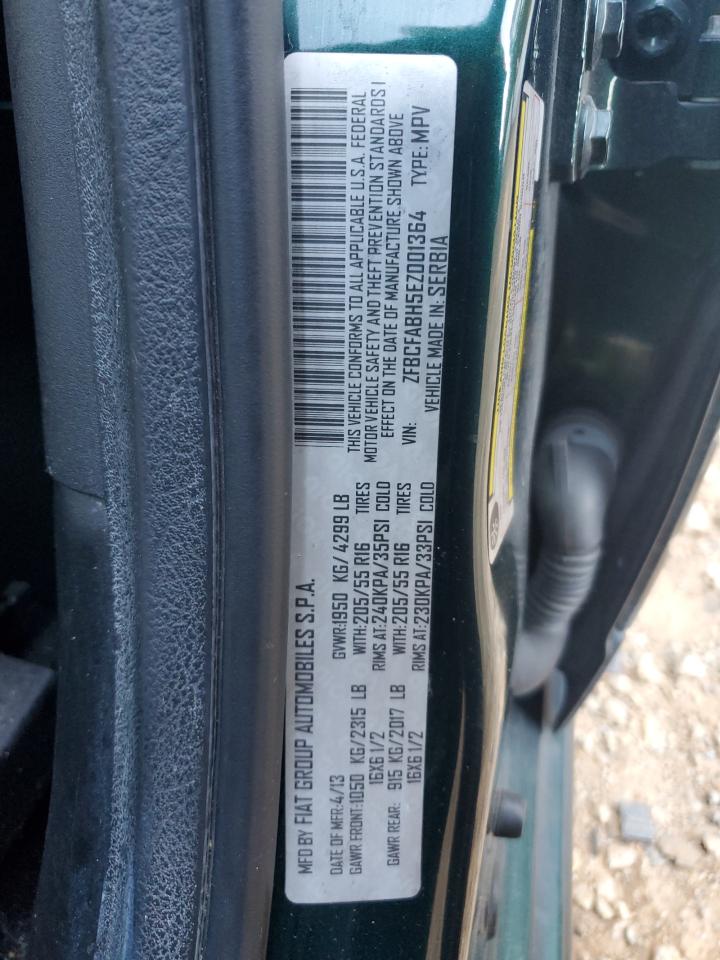 MFD BY FIAT GROUP AUTOMOBILES S.P.A.
DATE OF MFR:4/13 GVWR:1950 KG/ 4299 LB
GAWR FRONT:1050 KG/2315 LB WITH:205/55 R16 TIRES
16X6 1/2 RIMS AT:240KPA/35PSI COLD
GAWR REAR: 915 KG/2017 LB WITH:205/55 R16 TIRES
16X6 1/2 RIMS AT:230KPA/33PSI COLD
THIS VEHICLE CONFORMS TO ALL APPLICABLE U.S.A. FEDERAL
MOTOR VEHICLE SAFETY AND THEFT PREVENTION STANDARDS I
EFFECT ON THE DATE OF MANUFACTURE SHOWN ABOVE
VIN: ZFBCFABH5EZ001364 TYPE: MPV
VEHICLE MADE IN: SERBIA